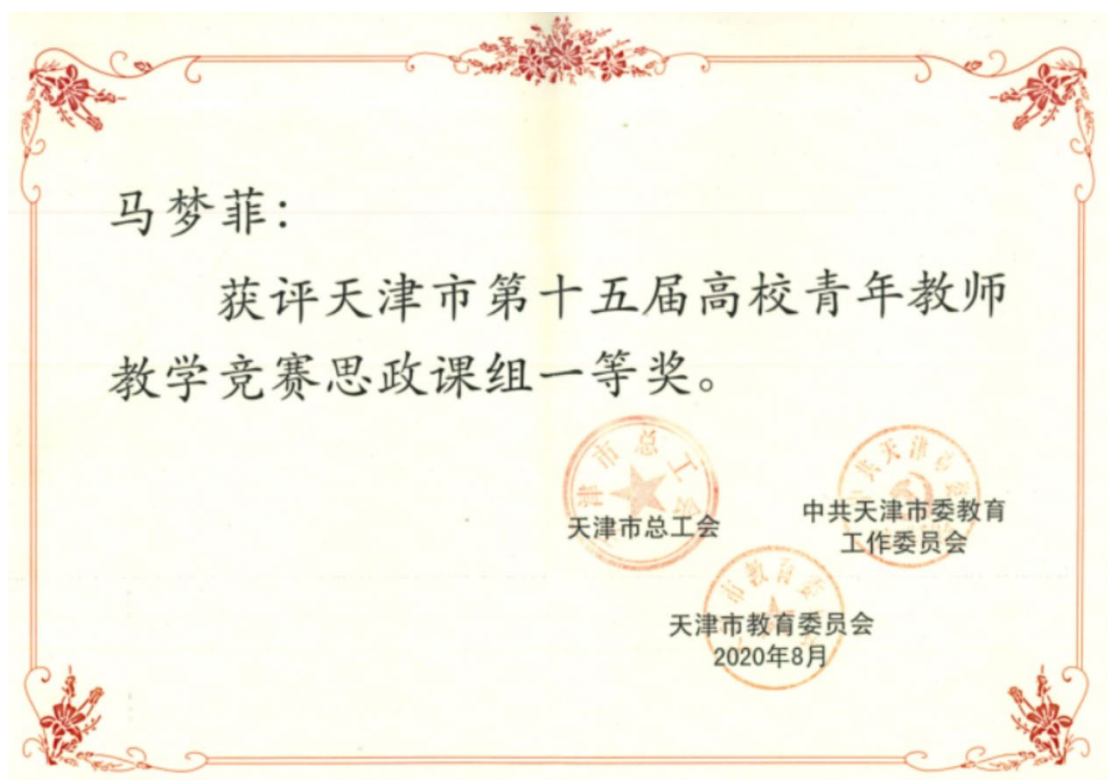 马梦菲：
获评天津市第十五届高校青年教师
教学竞赛思政课组一等奖。
天津市总工会
中共天津市委教育
工作委员会
天津市教育委员会
2020年8月